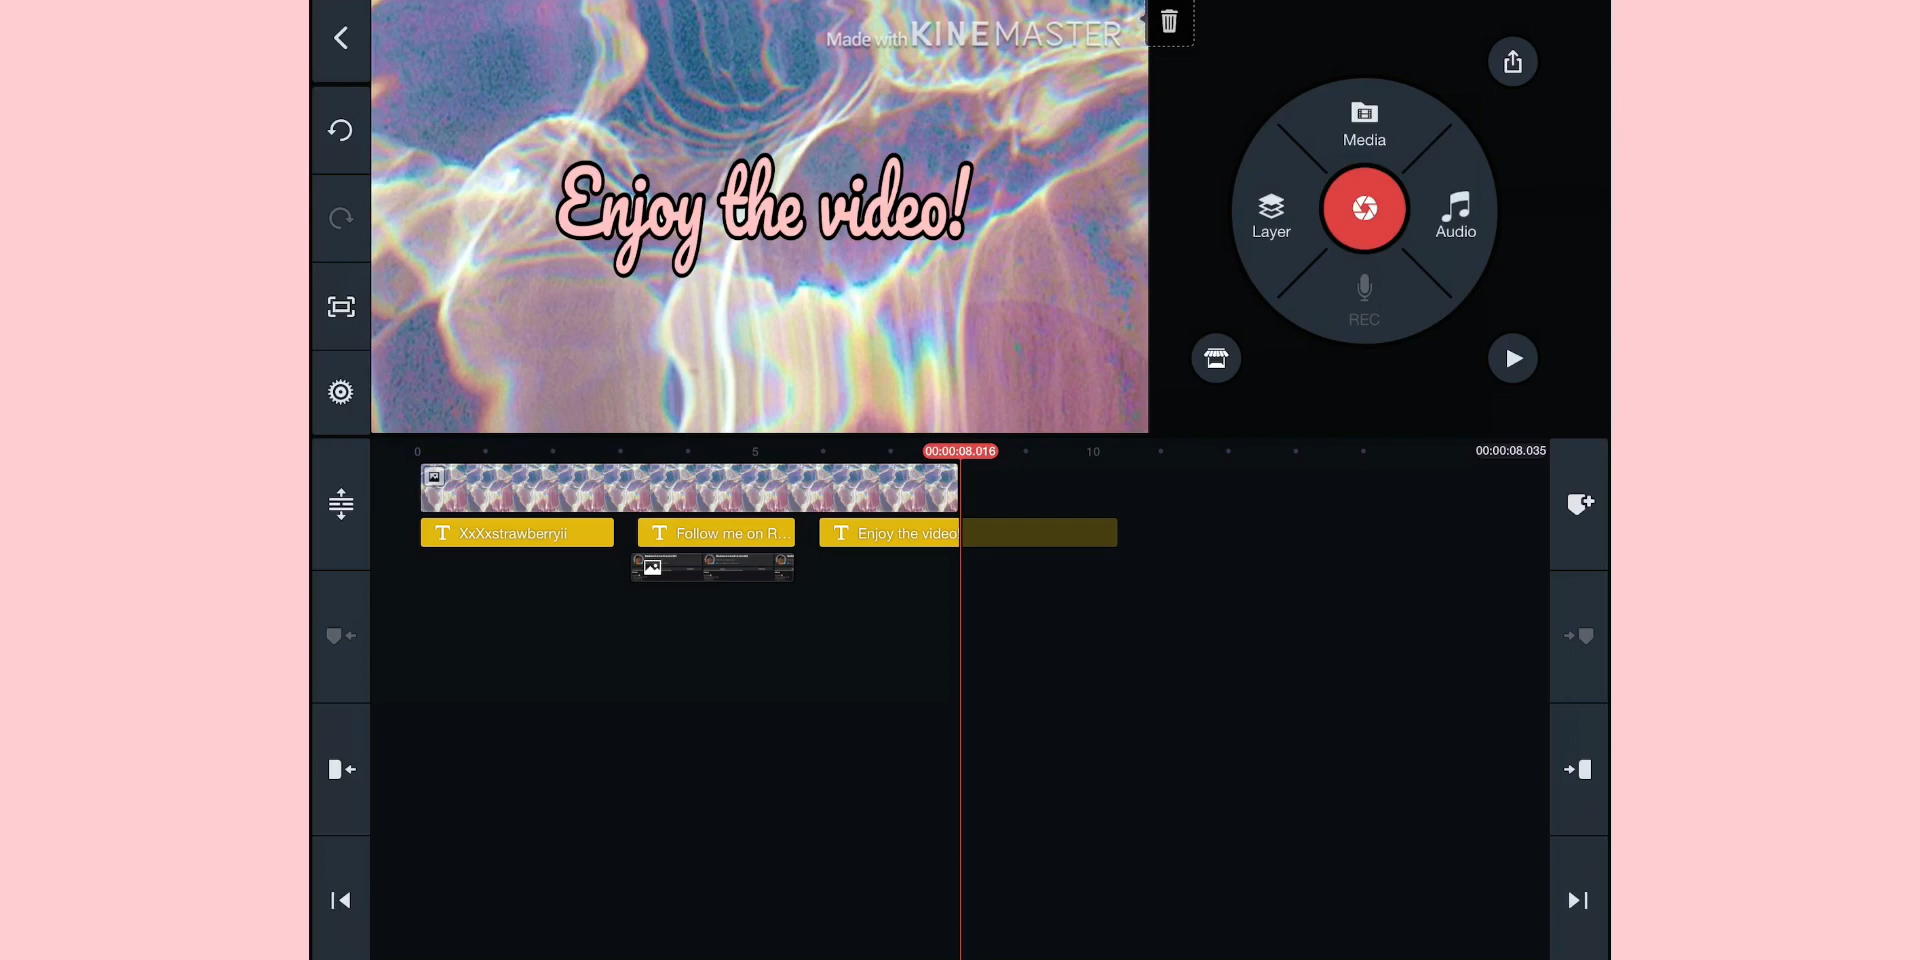 Made with KINEMASTER
Enjoy the video!
Media
Layer
Audio
REC
0
5
00:00:08.016
10
00:00:08.035
XxXxstrawberryii
Follow me on R...
Enjoy the video